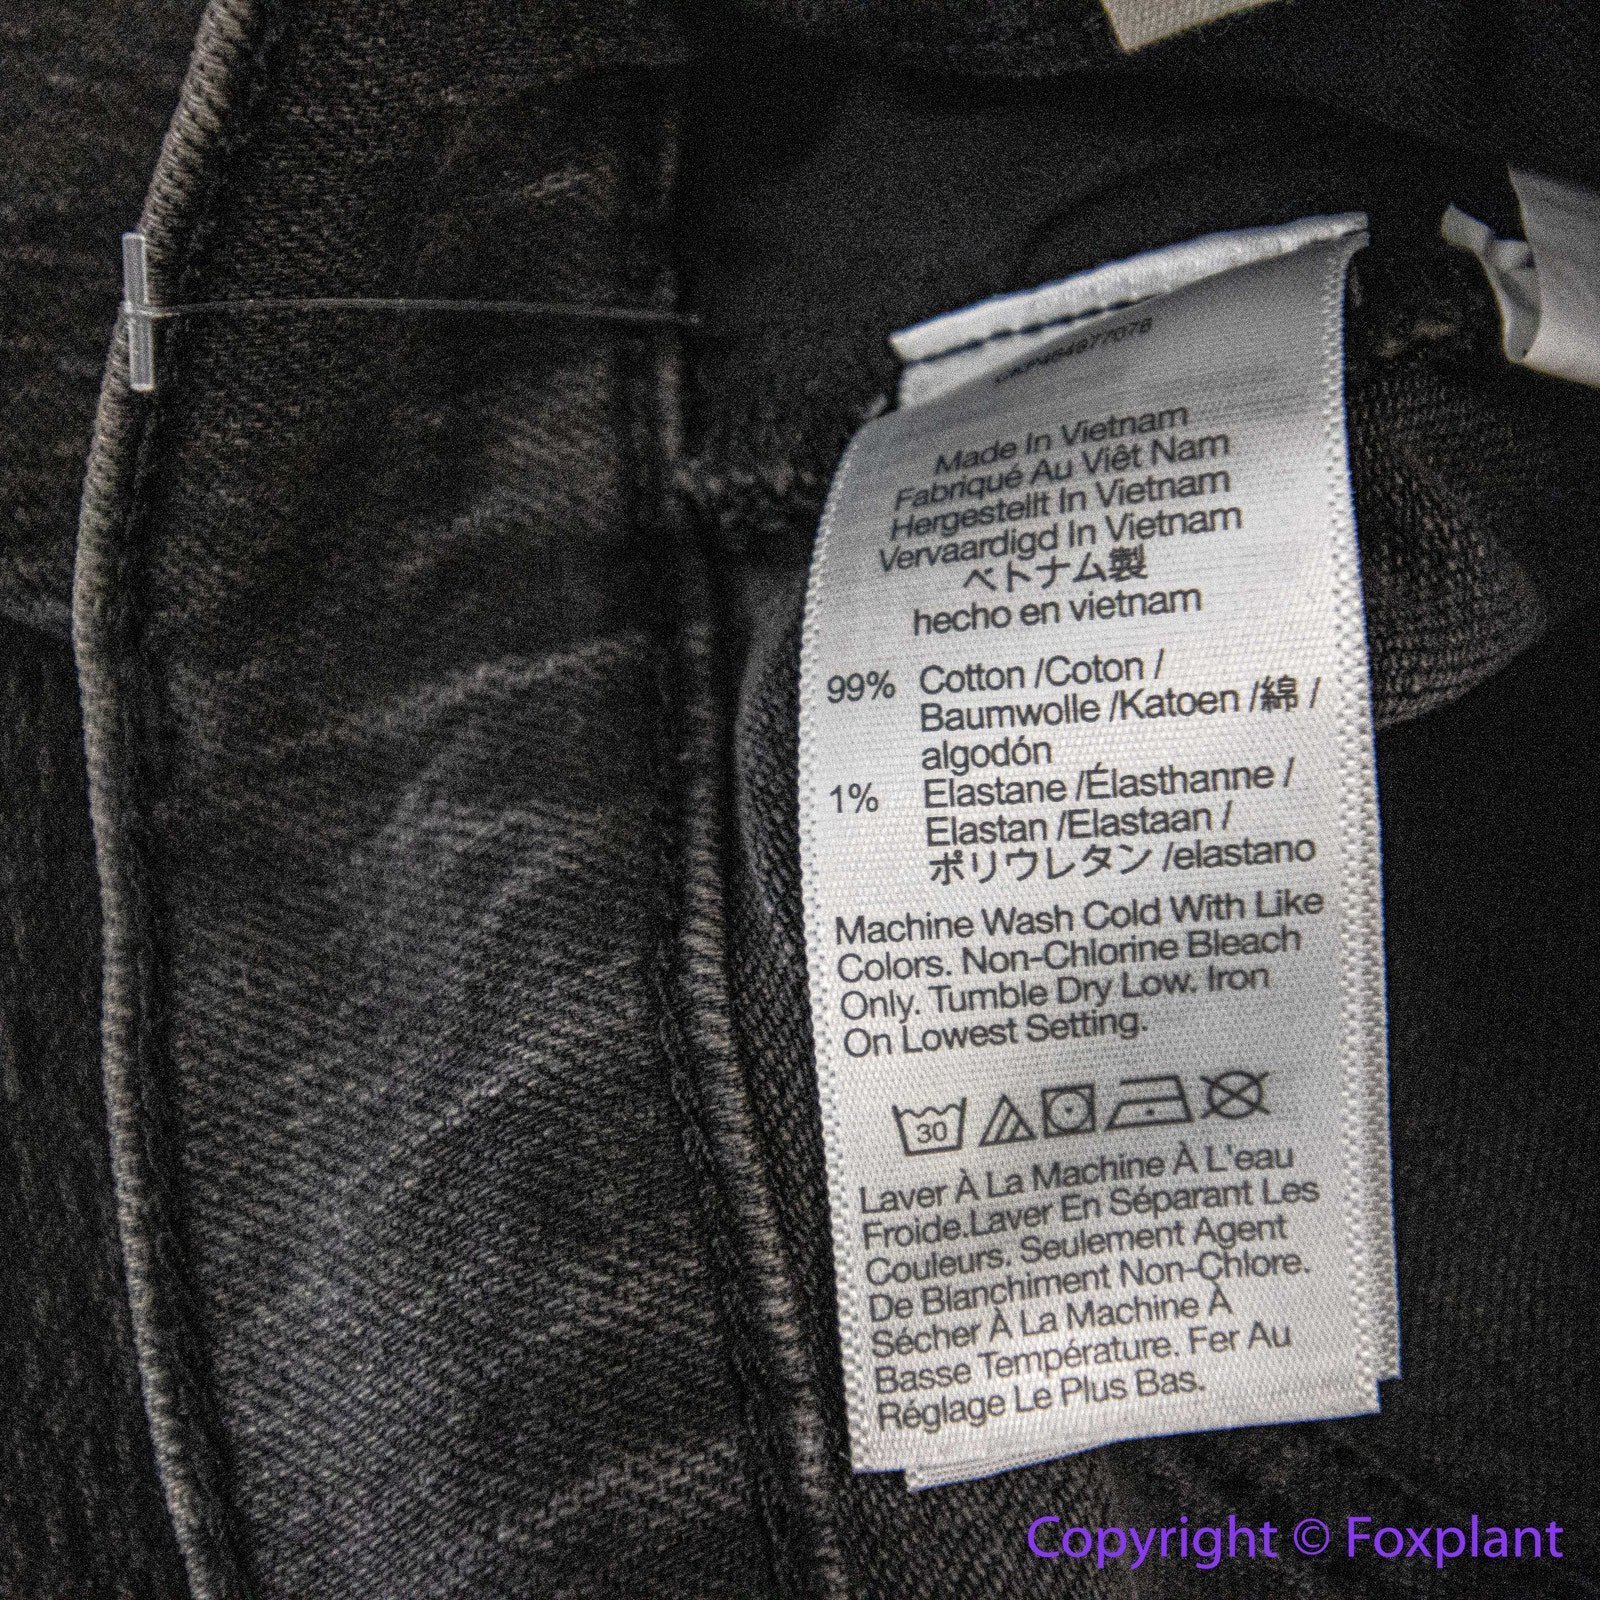 Made In Vietnam
Fabriqué Au Viêt Nam
Hergestellt In Vietnam
Vervaardigd In Vietnam
ベトナム製
hecho en vietnam
99% Cotton /Coton /
Baumwolle /Katoen /綿 /
algodón
1% Elastane /Élasthanne /
Elastan /Elastaan /
ポリウレタン /elastano
Machine Wash Cold With Like
Colors. Non-Chlorine Bleach
Only. Tumble Dry Low. Iron
On Lowest Setting.
30
Laver À La Machine À L'eau
Froide.Laver En Séparant Les
Couleurs. Seulement Agent
De Blanchiment Non-Chlore.
Sécher À La Machine À
Basse Température. Fer Au
Réglage Le Plus Bas.
Copyright © Foxplant